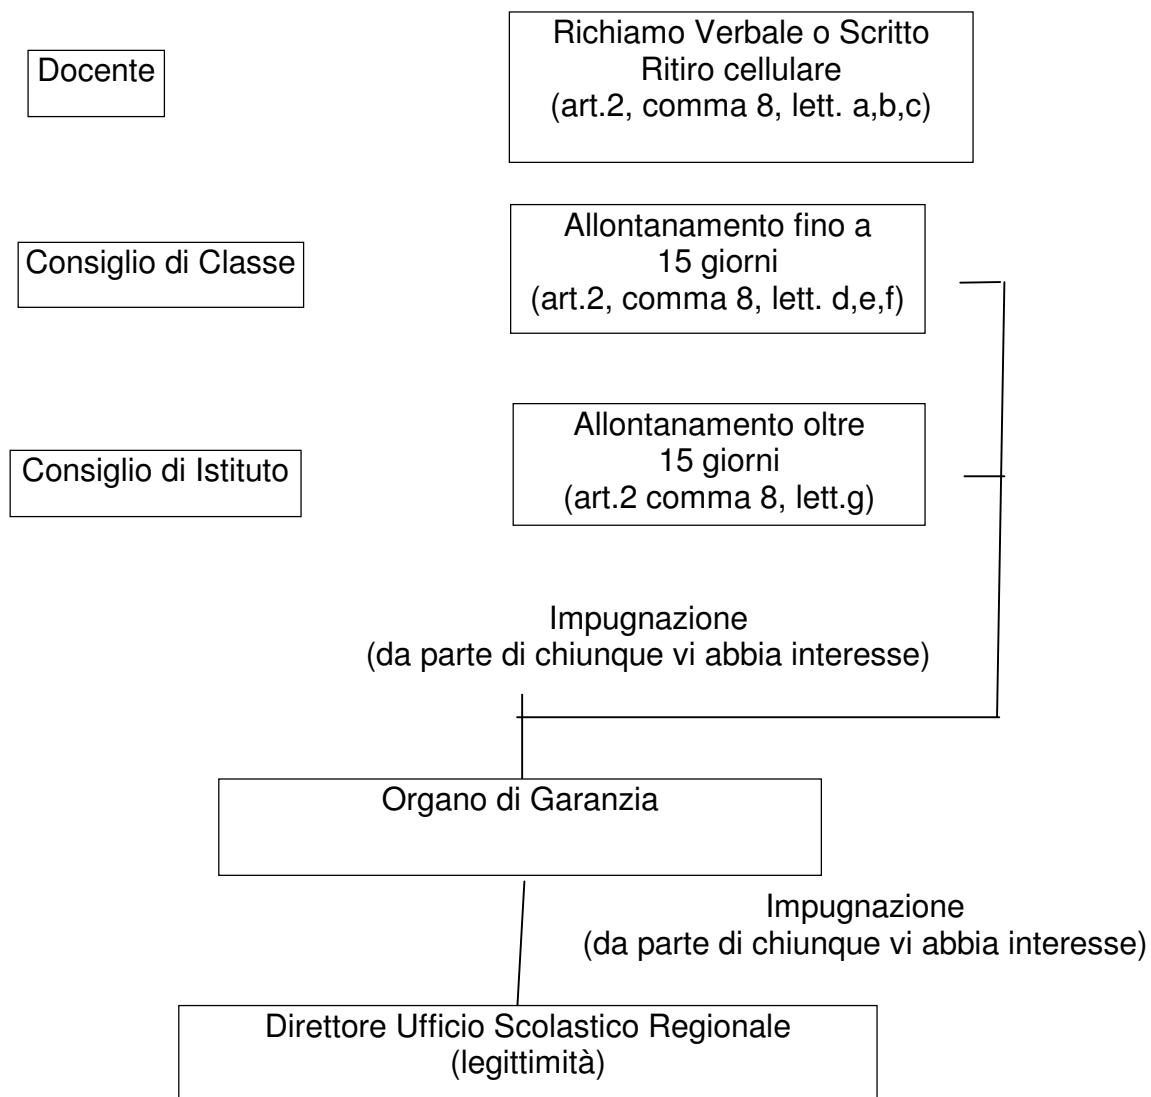 Docente
Richiamo Verbale o Scritto
Ritiro cellulare
(art.2, comma 8, lett. a,b,c)
Consiglio di Classe
Allontanamento fino a
15 giorni
(art.2, comma 8, lett. d,e,f)
Consiglio di Istituto
Allontanamento oltre
15 giorni
(art.2 comma 8, lett.g)
Impugnazione
(da parte di chiunque vi abbia interesse)
Organo di Garanzia
Impugnazione
(da parte di chiunque vi abbia interesse)
Direttore Ufficio Scolastico Regionale
(legittimità)